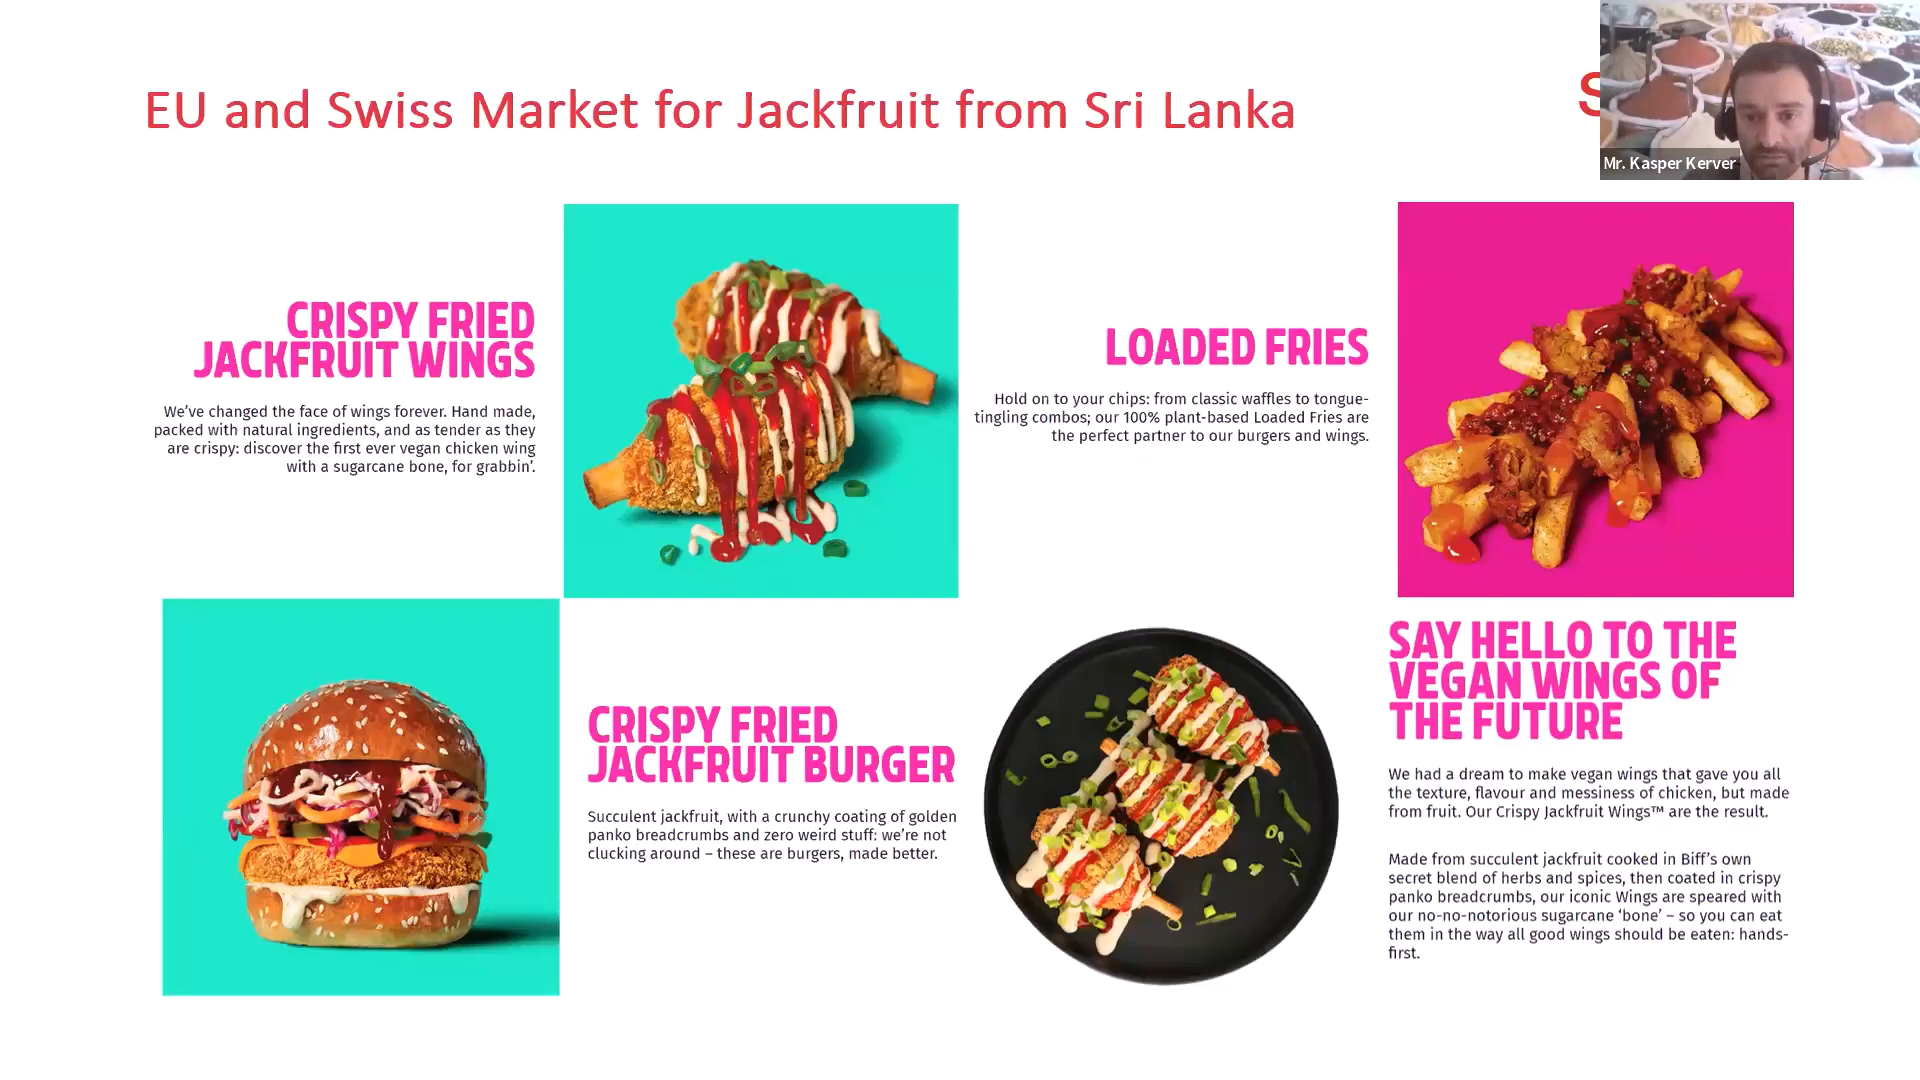 EU and Swiss Market for Jackfruit from Sri Lanka
Mr. Kasper Kerver
CRISPY FRIED
JACKFRUIT WINGS
We've changed the face of wings forever. Hand made,
packed with natural ingredients, and as tender as they
are crispy: discover the first ever vegan chicken wing
with a sugarcane bone, for grabbin'.
LOADED FRIES
Hold on to your chips: from classic waffles to tongue-
tingling combos; our 100% plant-based Loaded Fries are
the perfect partner to our burgers and wings.
CRISPY FRIED
JACKFRUIT BURGER
Succulent jackfruit, with a crunchy coating of golden
panko breadcrumbs and zero weird stuff: we're not
clucking around – these are burgers, made better.
SAY HELLO TO THE
VEGAN WINGS OF
THE FUTURE
We had a dream to make vegan wings that gave you all
the texture, flavour and messiness of chicken, but made
from fruit. Our Crispy Jackfruit Wings™ are the result.
Made from succulent jackfruit cooked in Biff's own
secret blend of herbs and spices, then coated in crispy
panko breadcrumbs, our iconic Wings are speared with
our no-no-notorious sugarcane 'bone' – so you can eat
them in the way all good wings should be eaten: hands-
first.